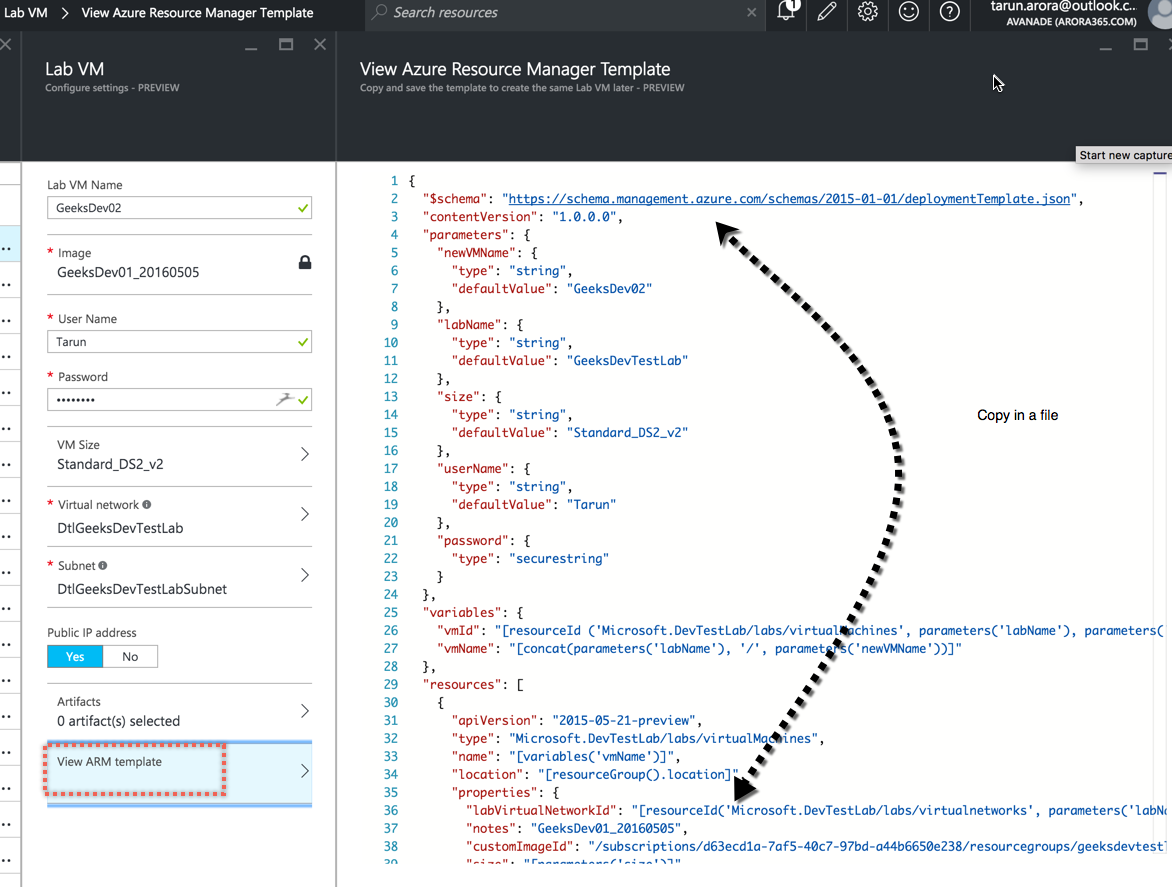 Lab VM > View Azure Resource Manager Template
Search resources
1
tarun.arora@outlook.c...
AVANADE (ARORA365.COM)
Lab VM
Configure settings - PREVIEW
View Azure Resource Manager Template
Copy and save the template to create the same Lab VM later - PREVIEW
Start new capture
Lab VM Name
GeeksDev02
* Image
GeeksDev01_20160505
* User Name
Tarun
* Password
••••••••
VM Size
Standard_DS2_v2
* Virtual network
DtlGeeksDevTestLab
* Subnet
DtlGeeksDevTestLabSubnet
Public IP address
Yes No
Artifacts
0 artifact(s) selected
View ARM template
1 {
2 "$schema": "https://schema.management.azure.com/schemas/2015-01-01/deploymentTemplate.json",
3 "contentVersion": "1.0.0.0",
4 "parameters": {
5 "newVMName": {
6 "type": "string",
7 "defaultValue": "GeeksDev02"
8 },
9 "labName": {
10 "type": "string",
11 "defaultValue": "GeeksDevTestLab"
12 },
13 "size": {
14 "type": "string",
15 "defaultValue": "Standard_DS2_v2"
16 },
17 "userName": {
18 "type": "string",
19 "defaultValue": "Tarun"
20 },
21 "password": {
22 "type": "securestring"
23 }
24 },
25 "variables": {
26 "vmId": "[resourceId ('Microsoft.DevTestLab/labs/virtualmachines', parameters('labName'), parameters(
27 "vmName": "[concat(parameters('labName'), '/', parameters('newVMName'))]"
28 },
29 "resources": [
30 {
31 "apiVersion": "2015-05-21-preview",
32 "type": "Microsoft.DevTestLab/labs/virtualMachines",
33 "name": "[variables('vmName')]",
34 "location": "[resourceGroup().location]",
35 "properties": {
36 "labVirtualNetworkId": "[resourceId('Microsoft.DevTestLab/labs/virtualnetworks', parameters('labN
37 "notes": "GeeksDev01_20160505",
38 "customImageId": "/subscriptions/d63ecd1a-7af5-40c7-97bd-a44b6650e238/resourcegroups/geeksdevtestl
39 "size": "[parameters('size')]"
Copy in a file